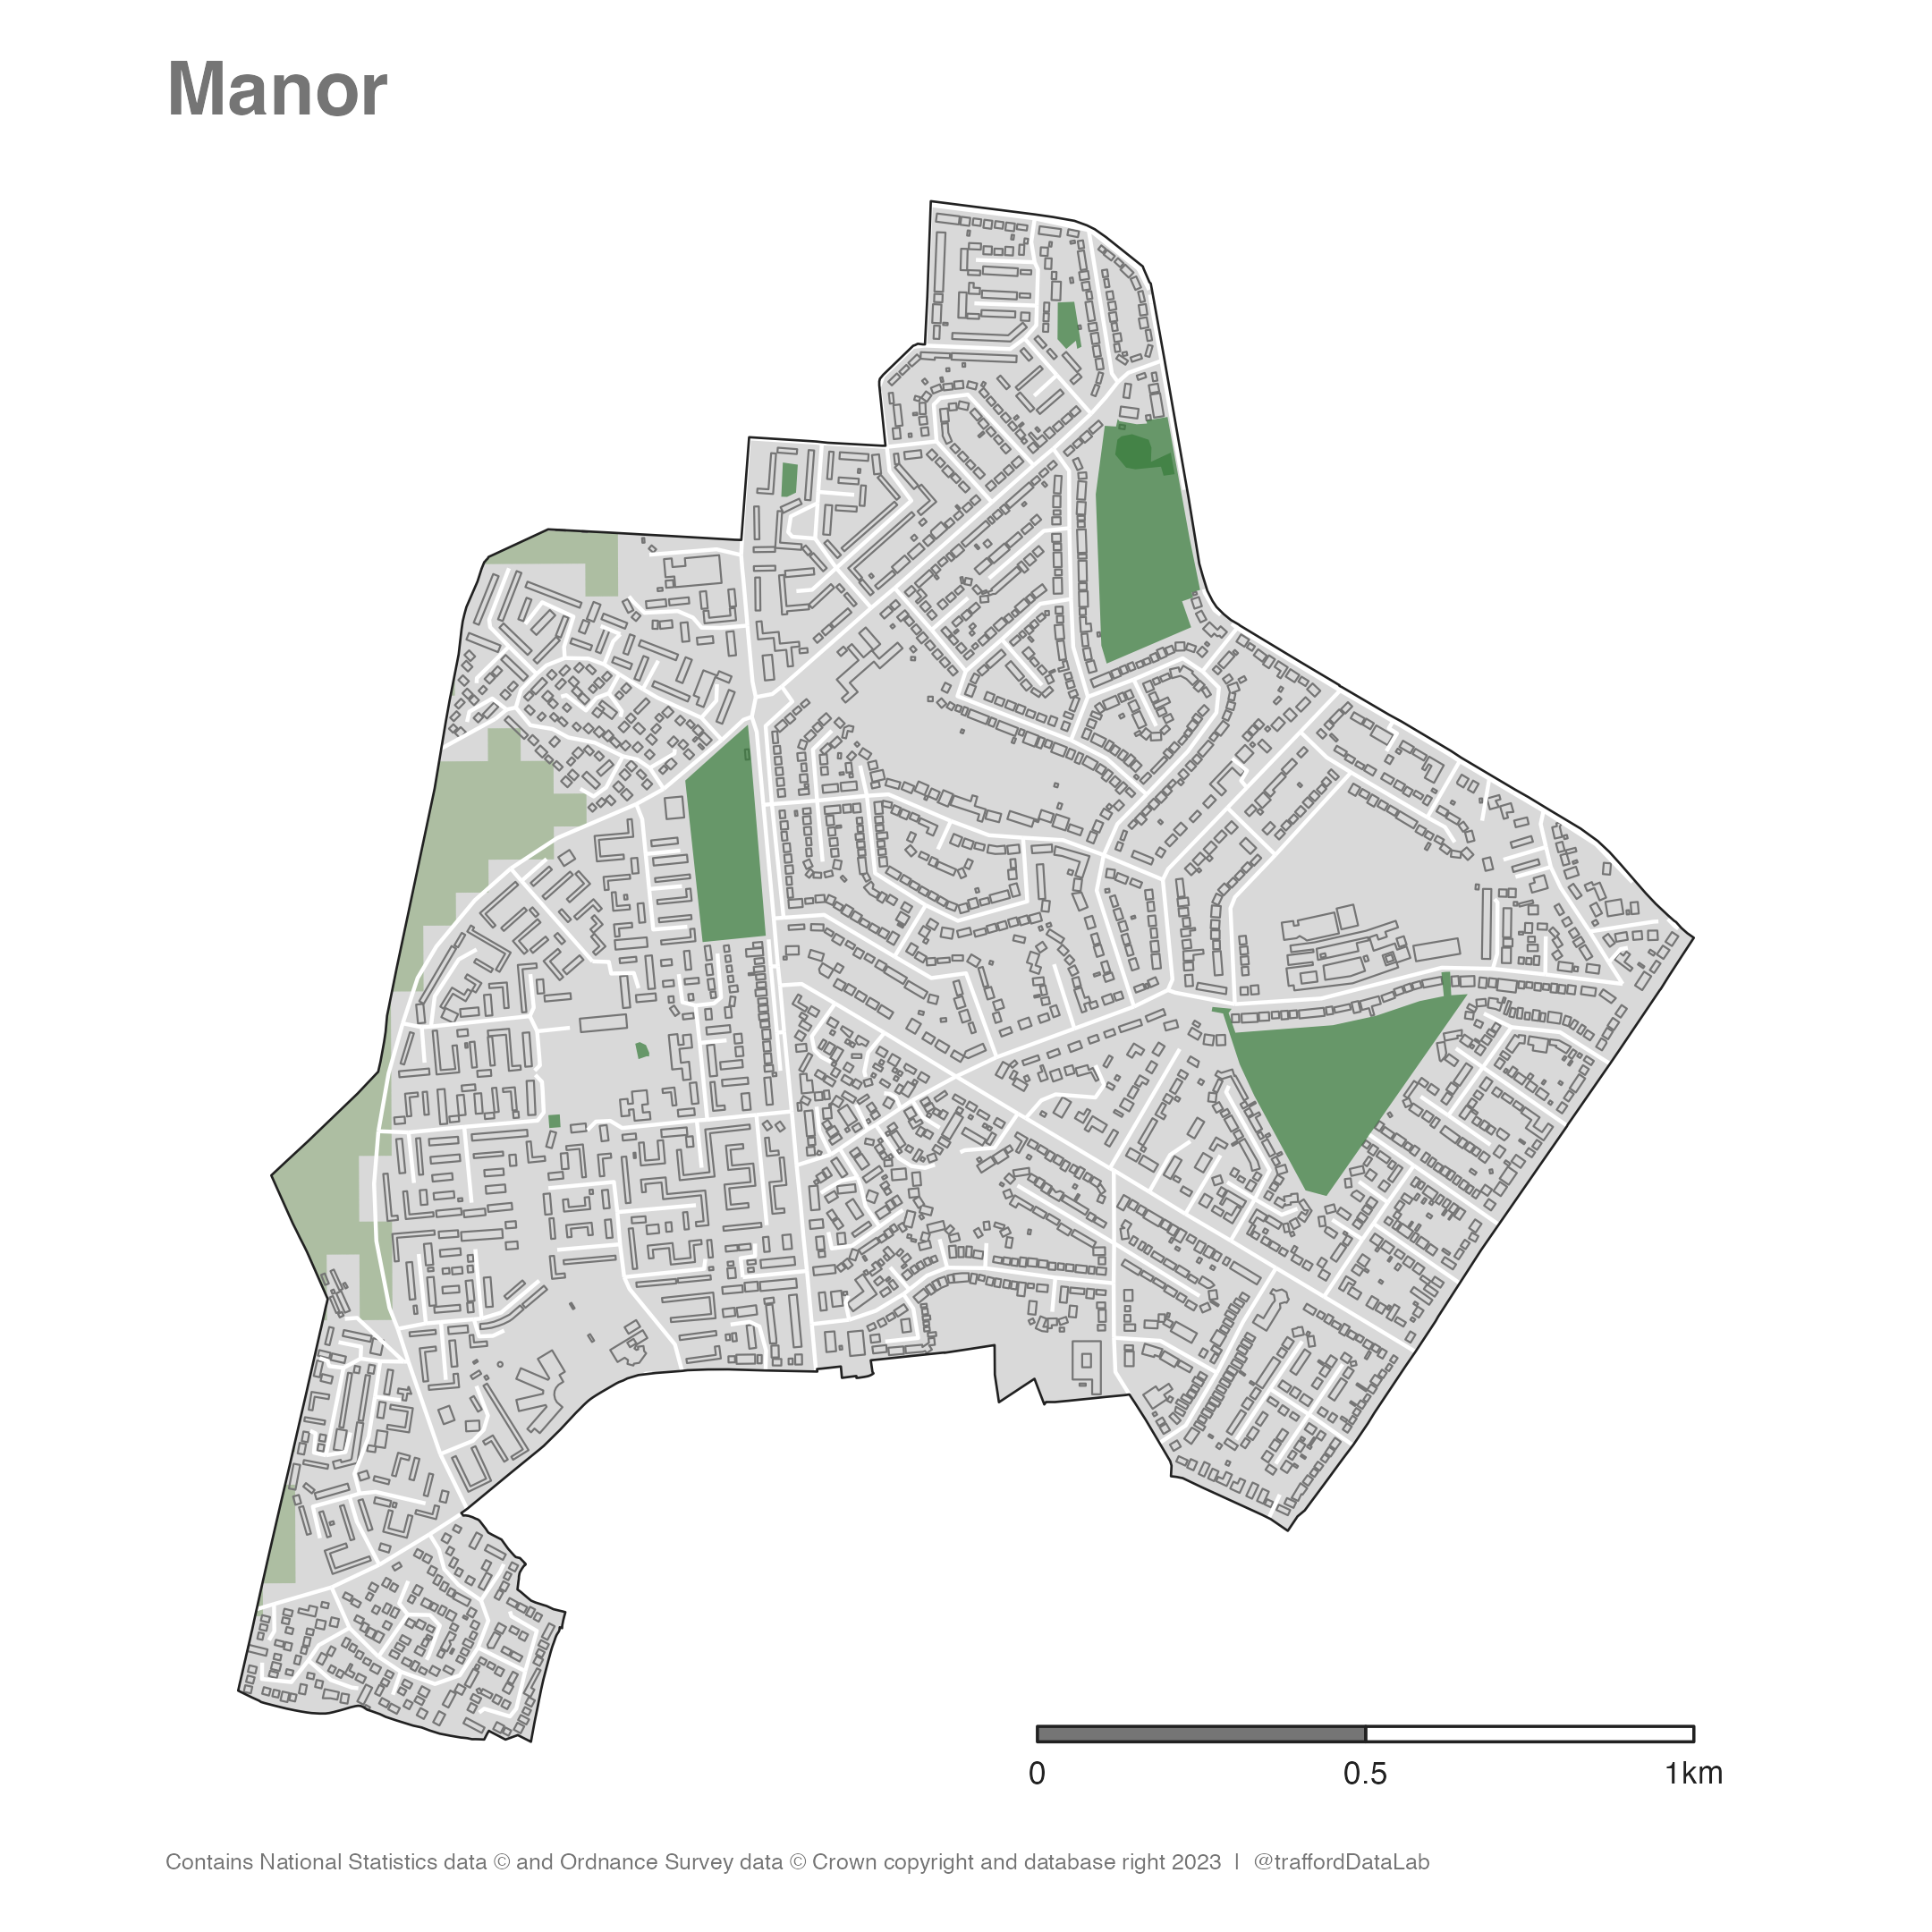 Manor
0 0.5 1km
Contains National Statistics data © and Ordnance Survey data © Crown copyright and database right 2023 | @traffordDataLab